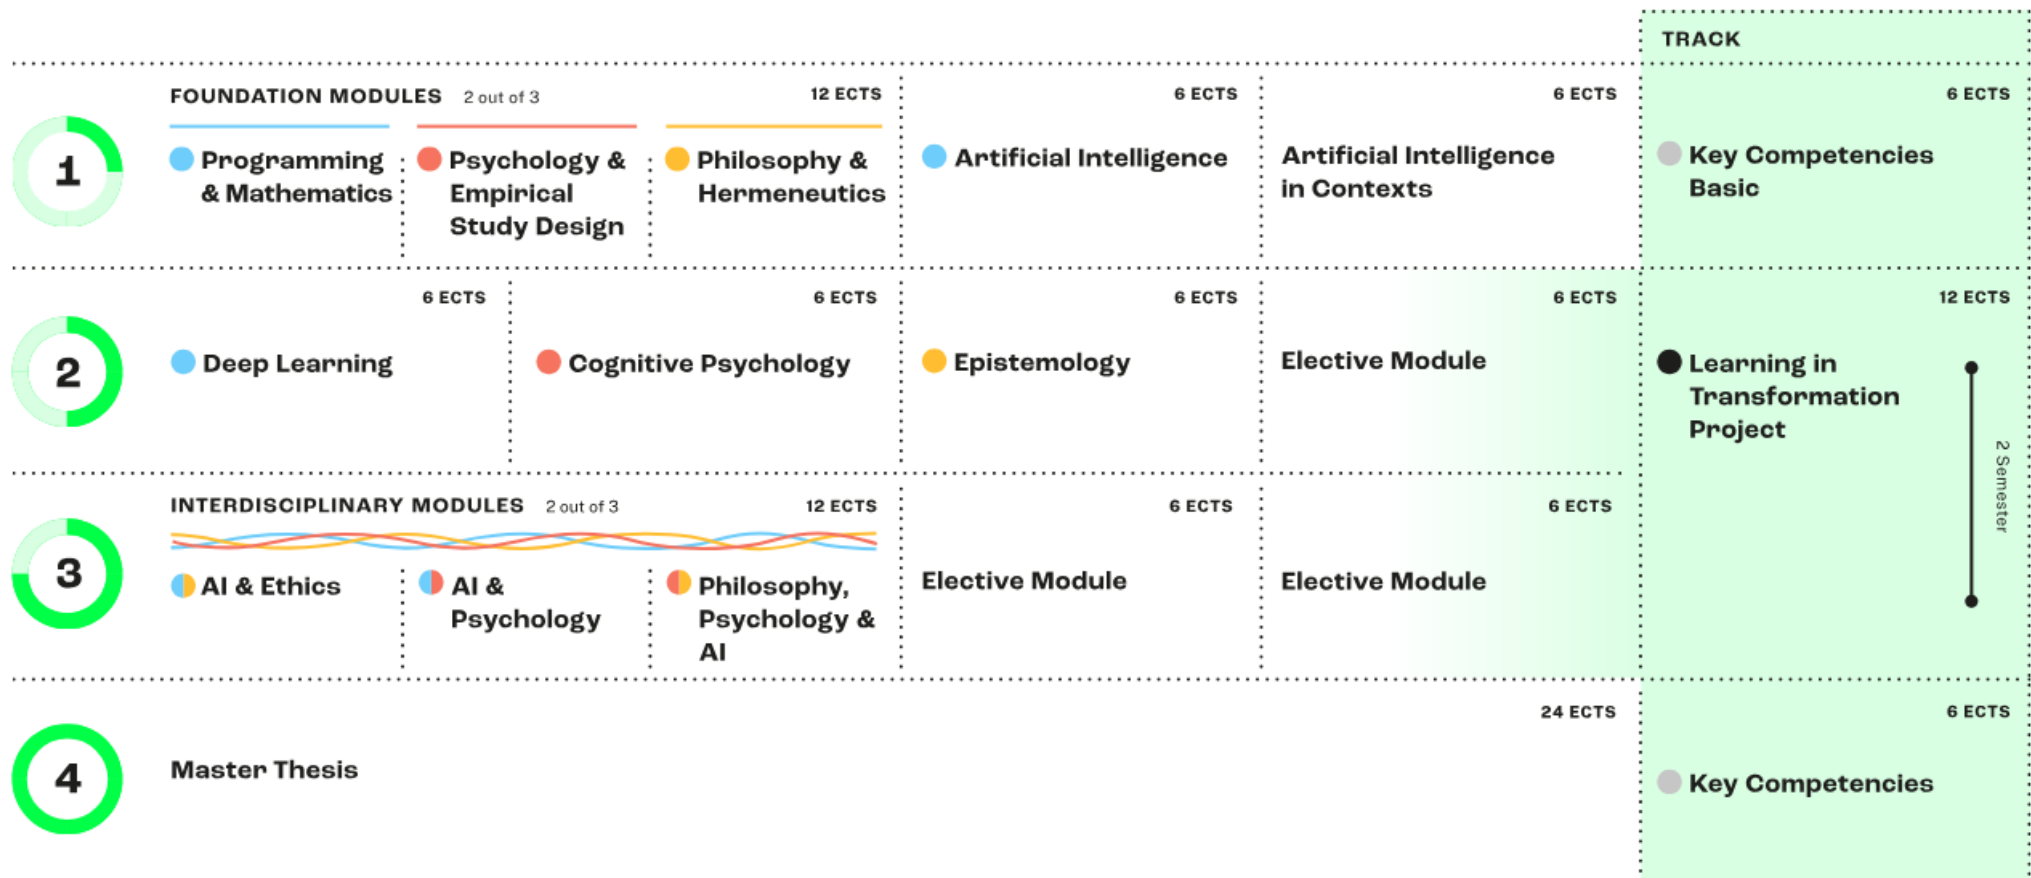 TRACK
FOUNDATION MODULES 2 out of 3 12 ECTS
6 ECTS
6 ECTS
6 ECTS
1
Programming
& Mathematics
Psychology &
Empirical
Study Design
Philosophy &
Hermeneutics
Artificial Intelligence
Artificial Intelligence
in Contexts
Key Competencies
Basic
6 ECTS
6 ECTS
6 ECTS
6 ECTS
12 ECTS
2
Deep Learning
Cognitive Psychology
Epistemology
Elective Module
Learning in
Transformation
Project
2 Semester
INTERDISCIPLINARY MODULES 2 out of 3 12 ECTS
6 ECTS
6 ECTS
3
AI & Ethics
AI &
Psychology
Philosophy,
Psychology &
AI
Elective Module
Elective Module
24 ECTS
6 ECTS
4
Master Thesis
Key Competencies